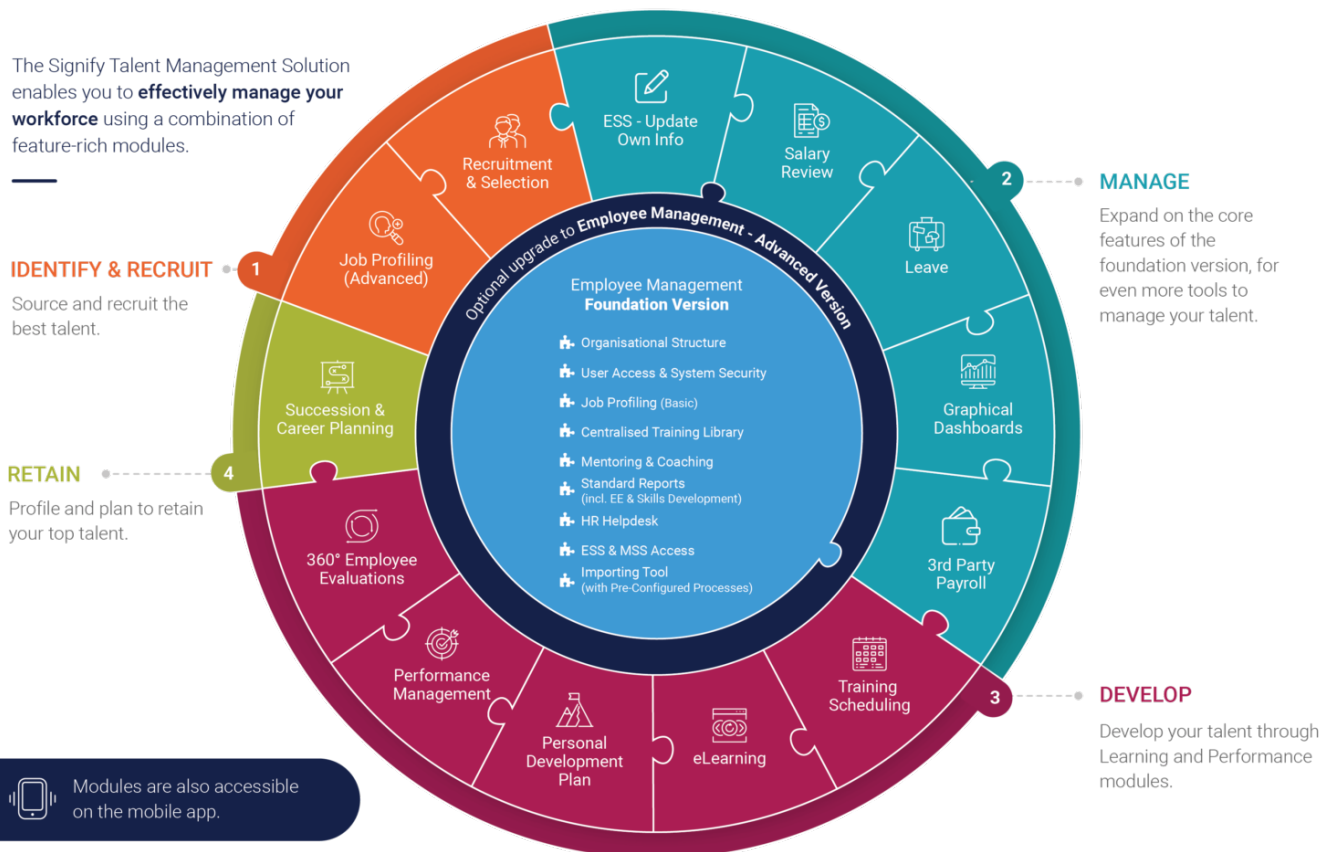 The Signify Talent Management Solution
enables you to effectively manage your
workforce using a combination of
feature-rich modules.
IDENTIFY & RECRUIT
1
Source and recruit the
best talent.
Job Profiling
(Advanced)
Recruitment
& Selection
2
MANAGE
Expand on the core
features of the
foundation version, for
even more tools to
manage your talent.
ESS - Update
Own Info
Salary
Review
Leave
Graphical
Dashboards
3rd Party
Payroll
3
DEVELOP
Develop your talent through
Learning and Performance
modules.
Training
Scheduling
eLearning
Personal
Development
Plan
Performance
Management
360° Employee
Evaluations
RETAIN
4
Profile and plan to retain
your top talent.
Succession &
Career Planning
Optional upgrade to Employee Management - Advanced Version
Employee Management
Foundation Version
Organisational Structure
User Access & System Security
Job Profiling (Basic)
Centralised Training Library
Mentoring & Coaching
Standard Reports
(incl. EE & Skills Development)
HR Helpdesk
ESS & MSS Access
Importing Tool
(with Pre-Configured Processes)
Modules are also accessible
on the mobile app.